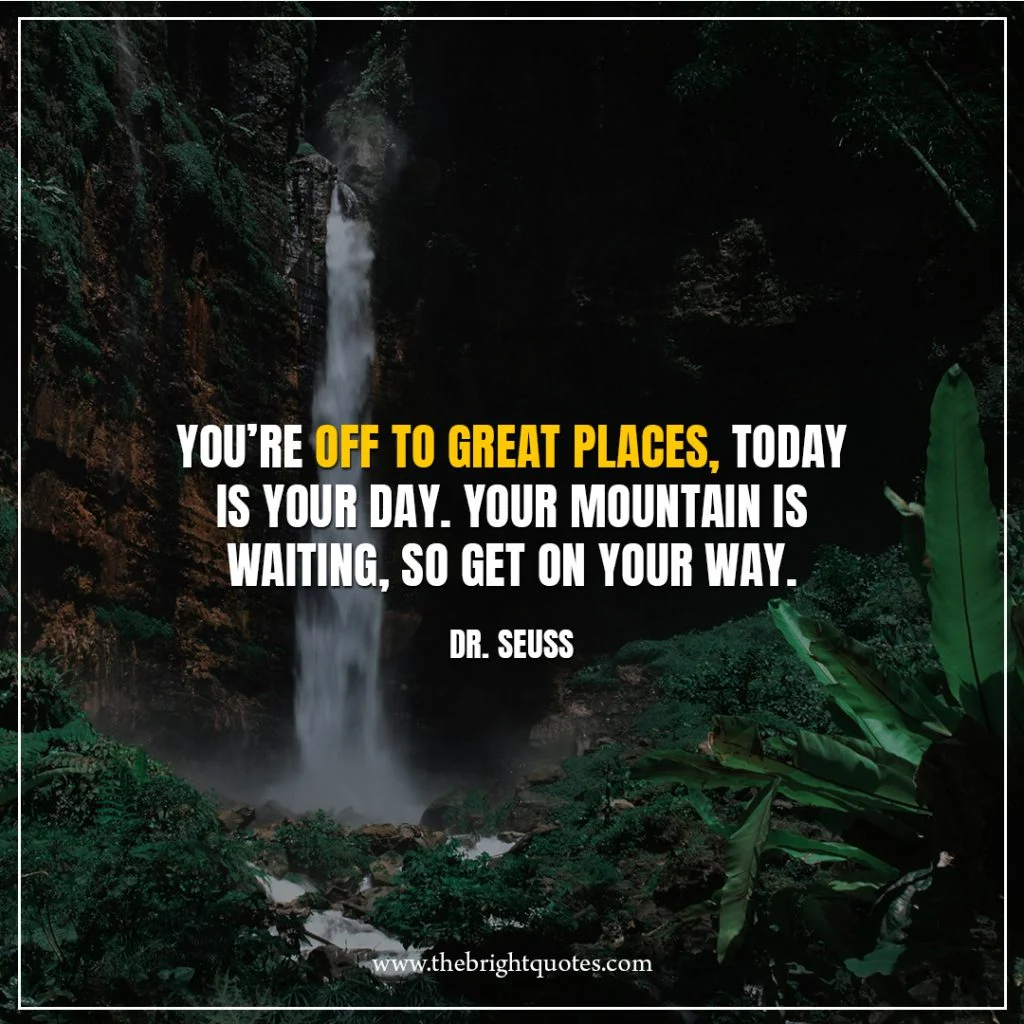 YOU’RE OFF TO GREAT PLACES, TODAY
IS YOUR DAY. YOUR MOUNTAIN IS
WAITING, SO GET ON YOUR WAY.
DR. SEUSS
www.thebrightquotes.com